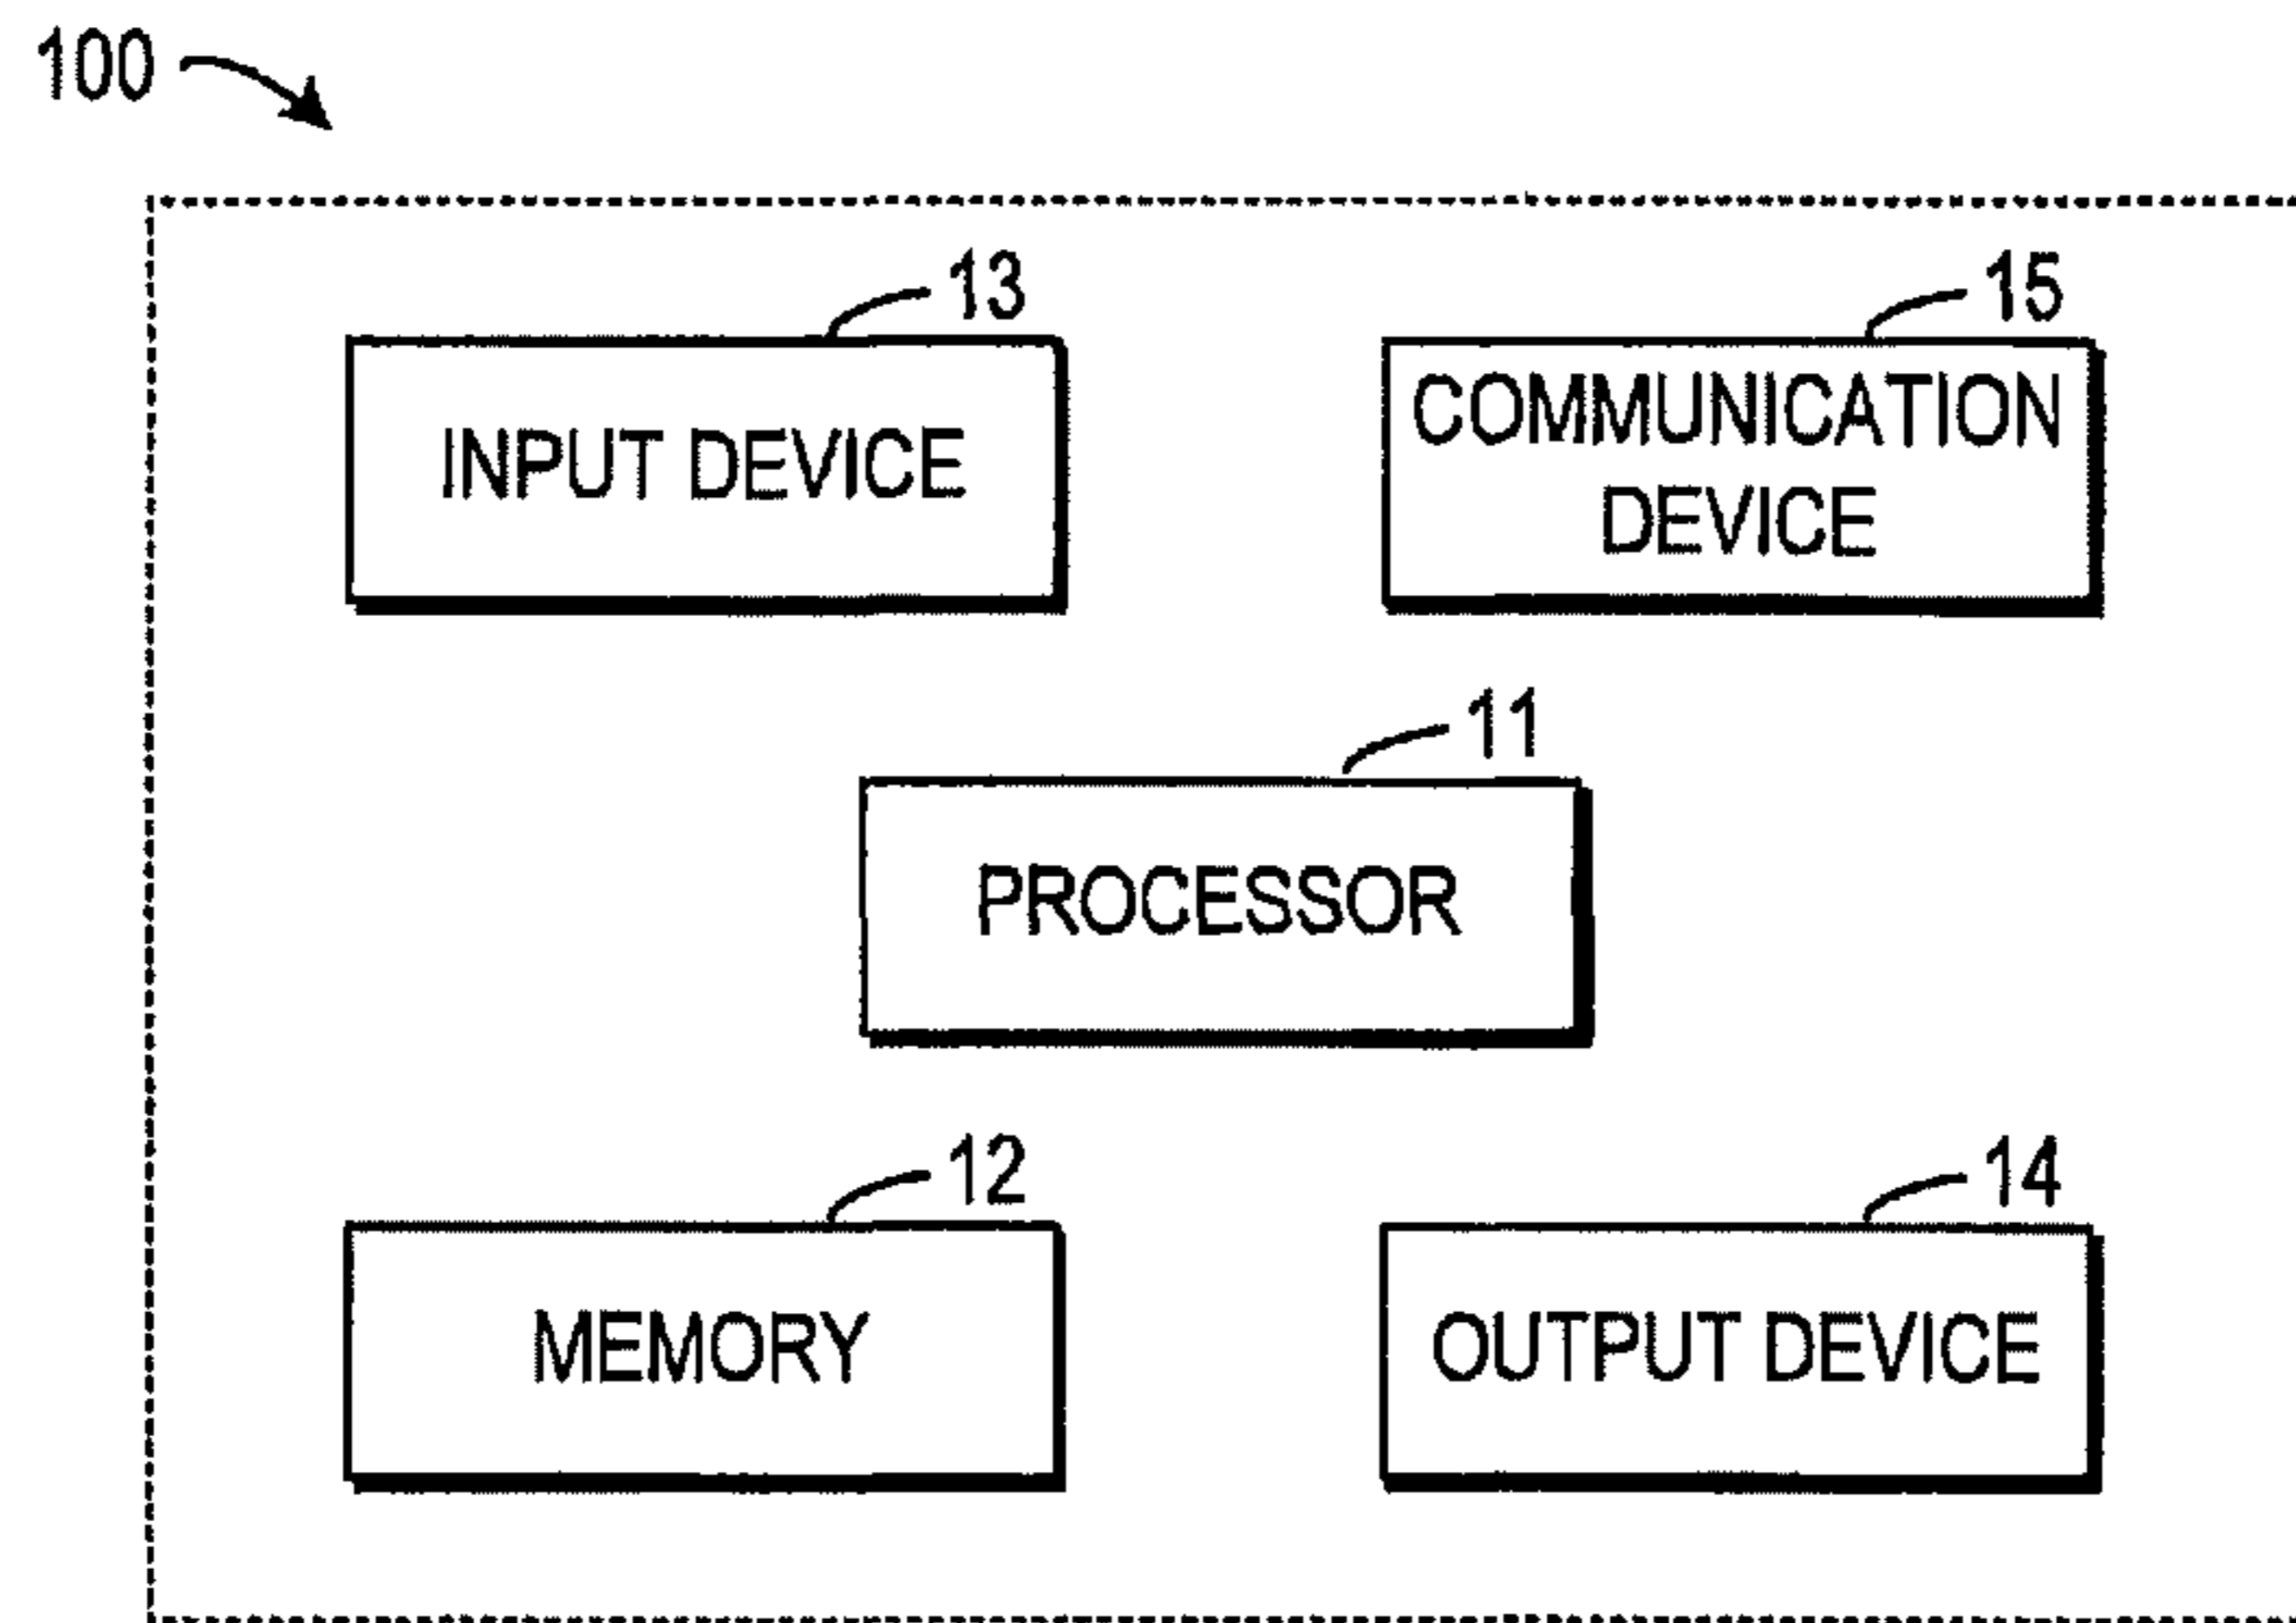 100
13
INPUT DEVICE
15
COMMUNICATION
DEVICE
11
PROCESSOR
12
MEMORY
14
OUTPUT DEVICE